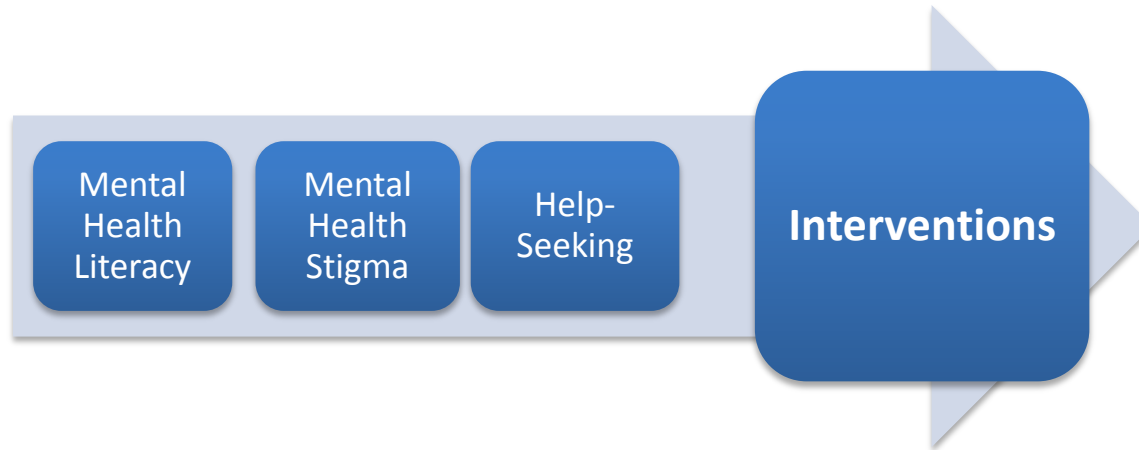 Mental
Health
Literacy
Mental
Health
Stigma
Help-
Seeking
Interventions